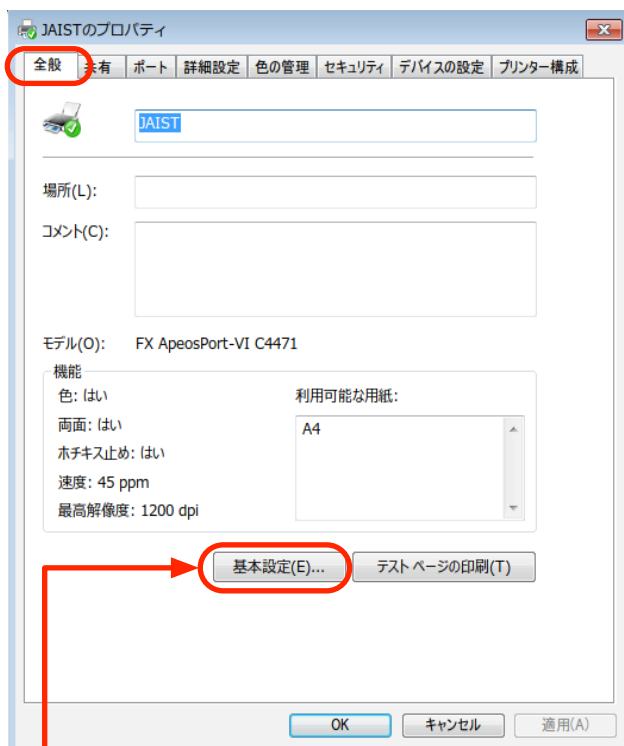 JAISTのプロパティ
全般 共有 ポート 詳細設定 色の管理 セキュリティ デバイスの設定 プリンター構成
JAIST
場所(L):
コメント(C):
モデル(O): FX ApeosPort-VI C4471
機能
色: はい 利用可能な用紙:
両面: はい A4
ホチキス止め: はい
速度: 45 ppm
最高解像度: 1200 dpi
基本設定(E)... テスト ページの印刷(T)
OK キャンセル 適用(A)